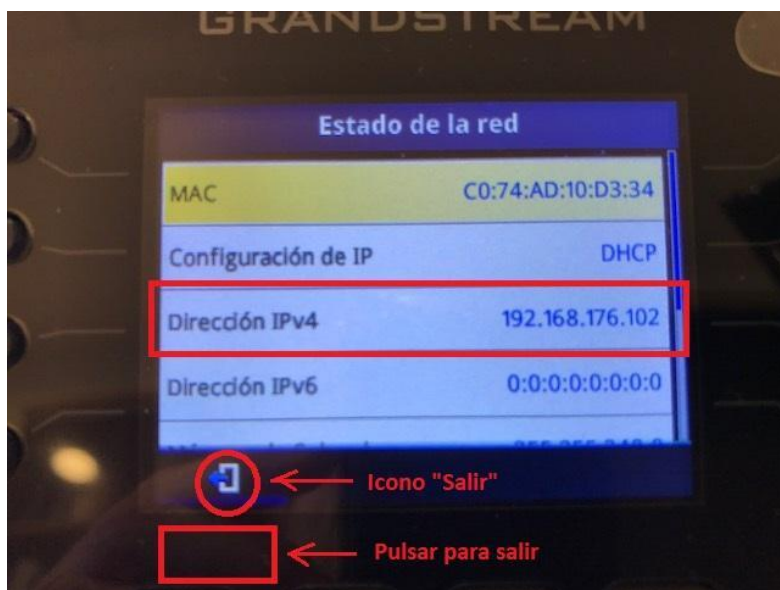 GRANDSTREAM
Estado de la red
MAC C0:74:AD:10:D3:34
Configuración de IP DHCP
Dirección IPv4 192.168.176.102
Dirección IPv6 0:0:0:0:0:0:0:0
Icono "Salir"
Pulsar para salir